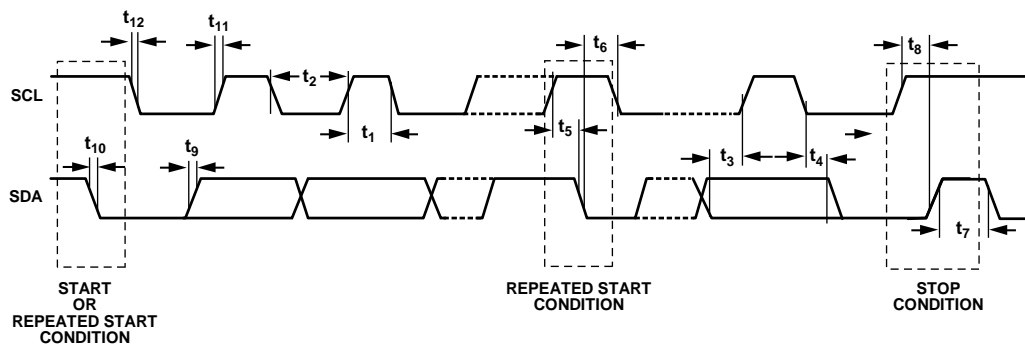 t12
t11
t6
t8
t2
SCL
t1
t5
t10
t9
t3
t4
SDA
t7
START
OR
REPEATED START
CONDITION
REPEATED START
CONDITION
STOP
CONDITION